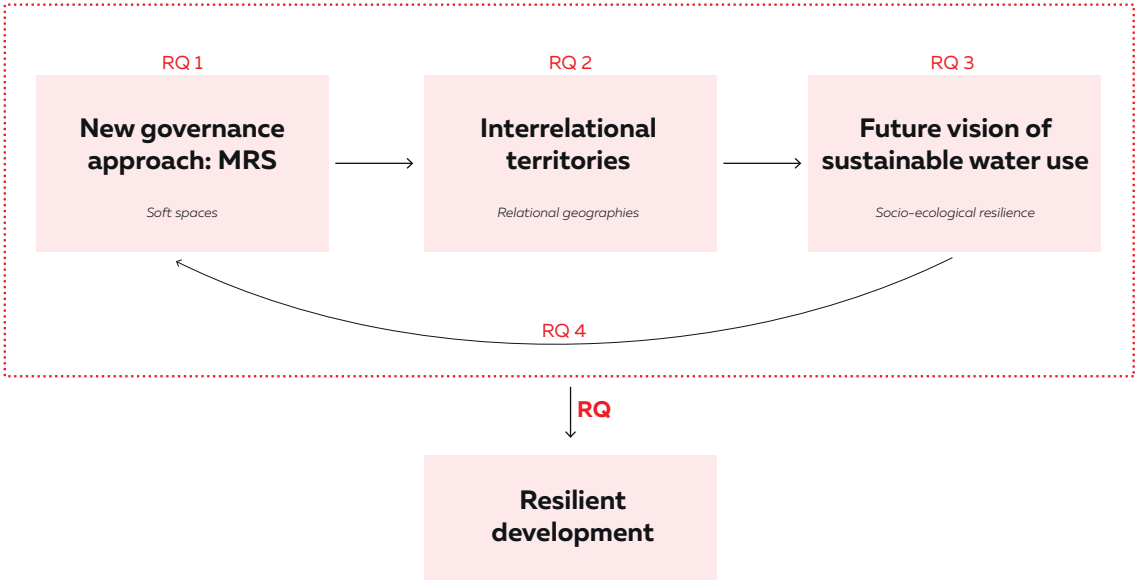 RQ 1
New governance
approach: MRS
Soft spaces
RQ 2
Interrelational
territories
Relational geographies
RQ 3
Future vision of
sustainable water use
Socio-ecological resilience
RQ 4
RQ
Resilient
development